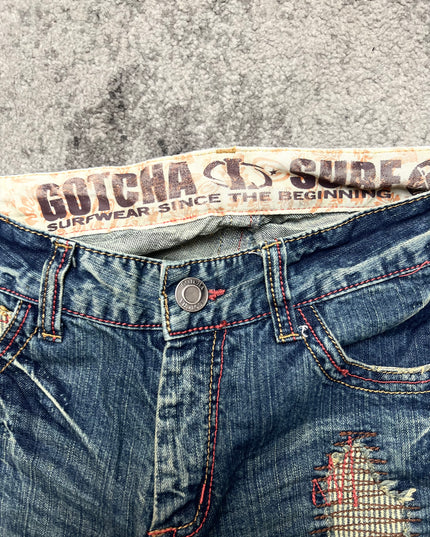 GOTCHA SURF
SURFWEAR SINCE THE BEGINNING.